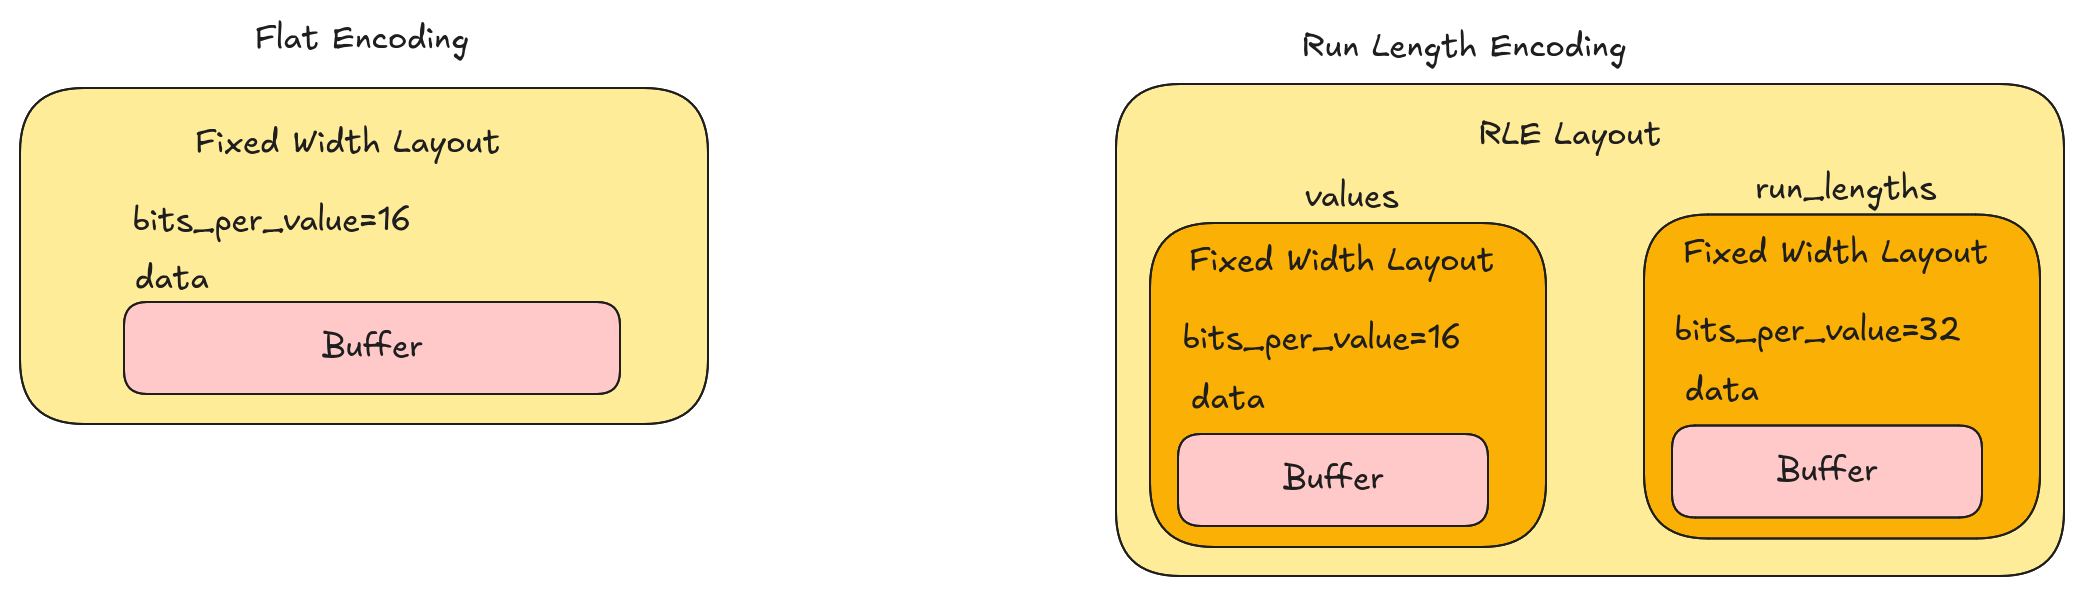 Flat Encoding
Fixed Width Layout
bits_per_value=16
data
Buffer
Run Length Encoding
RLE Layout
values
Fixed Width Layout
bits_per_value=16
data
Buffer
run_lengths
Fixed Width Layout
bits_per_value=32
data
Buffer